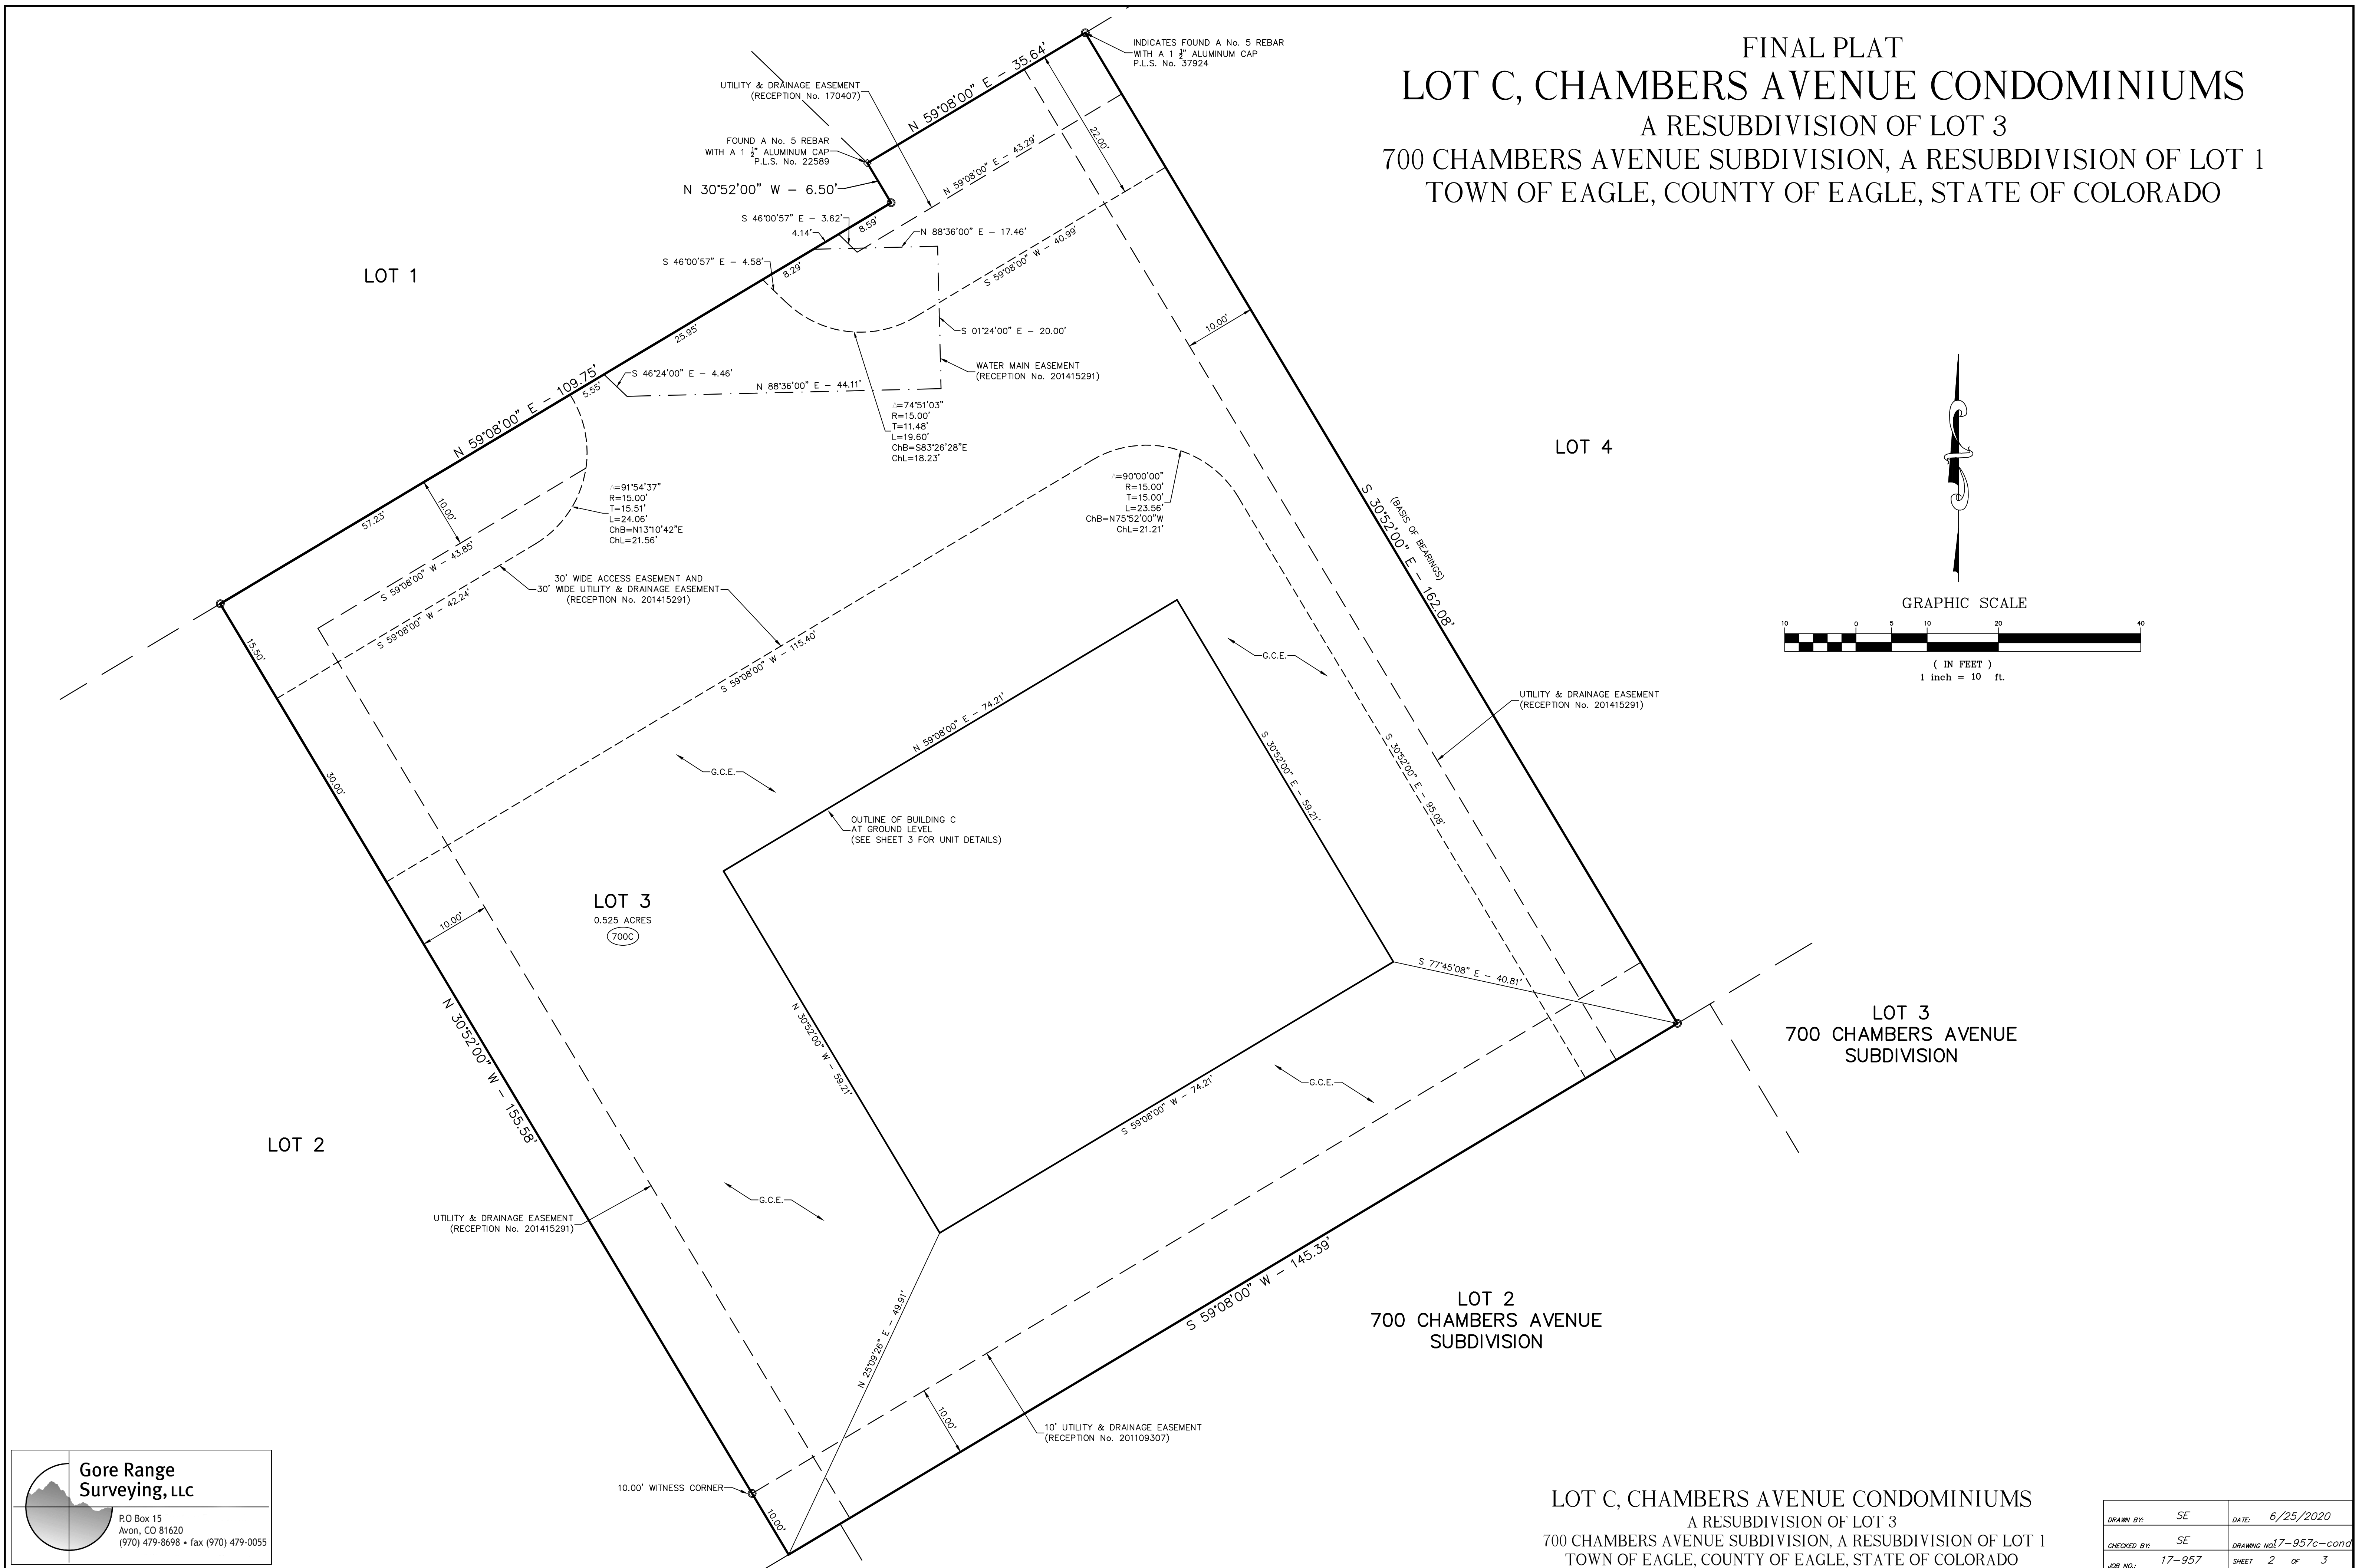 FINAL PLAT
LOT C, CHAMBERS AVENUE CONDOMINIUMS
A RESUBDIVISION OF LOT 3
700 CHAMBERS AVENUE SUBDIVISION, A RESUBDIVISION OF LOT 1
TOWN OF EAGLE, COUNTY OF EAGLE, STATE OF COLORADO
INDICATES FOUND A No. 5 REBAR
WITH A 1 ½" ALUMINUM CAP
P.L.S. No. 37924
N 59°08'00" E - 35.64'
UTILITY & DRAINAGE EASEMENT
(RECEPTION No. 170407)
FOUND A No. 5 REBAR
WITH A 1 ½" ALUMINUM CAP
P.L.S. No. 22589
N 30°52'00" W - 6.50'
22.00'
N 59°08'00" E - 43.29'
S 46°00'57" E - 3.62'
8.59'
4.14'
N 88°36'00" E - 17.46'
S 59°08'00" W - 40.99'
S 46°00'57" E - 4.58'
8.29'
LOT 1
25.95'
S 01°24'00" E - 20.00'
10.00'
WATER MAIN EASEMENT
(RECEPTION No. 201415291)
S 46°24'00" E - 4.46'
N 88°36'00" E - 44.11'
5.55'
N 59°08'00" E - 109.75'
△=74°51'03"
R=15.00'
T=11.48'
L=19.60'
ChB=S83°26'28"E
ChL=18.23'
LOT 4
△=90°00'00"
R=15.00'
T=15.00'
L=23.56'
ChB=N75°52'00"W
ChL=21.21'
△=91°54'37"
R=15.00'
T=15.51'
L=24.06'
ChB=N13°10'42"E
ChL=21.56'
57.23'
10.00'
S 59°08'00" W - 43.85'
S 59°08'00" W - 42.24'
30' WIDE ACCESS EASEMENT AND
30' WIDE UTILITY & DRAINAGE EASEMENT
(RECEPTION No. 201415291)
S 59°08'00" W - 115.40'
(BASIS OF BEARINGS)
S 30°52'00" E - 162.08'
GRAPHIC SCALE
10 0 5 10 20 40
( IN FEET )
1 inch = 10 ft.
15.50'
30.00'
G.C.E.
UTILITY & DRAINAGE EASEMENT
(RECEPTION No. 201415291)
N 59°08'00" E - 74.21'
S 30°52'00" E - 59.21'
S 30°52'00" E - 95.08'
G.C.E.
OUTLINE OF BUILDING C
AT GROUND LEVEL
(SEE SHEET 3 FOR UNIT DETAILS)
LOT 3
0.525 ACRES
700C
10.00'
S 77°45'08" E - 40.81'
N 30°52'00" W - 155.58'
N 30°52'00" W - 59.21'
S 59°08'00" W - 74.21'
G.C.E.
LOT 3
700 CHAMBERS AVENUE
SUBDIVISION
LOT 2
G.C.E.
UTILITY & DRAINAGE EASEMENT
(RECEPTION No. 201415291)
S 59°08'00" W - 145.39'
N 25°09'26" E - 49.91'
LOT 2
700 CHAMBERS AVENUE
SUBDIVISION
10.00'
10' UTILITY & DRAINAGE EASEMENT
(RECEPTION No. 201109307)
10.00' WITNESS CORNER
10.00'
Gore Range
Surveying, LLC
P.O Box 15
Avon, CO 81620
(970) 479-8698 • fax (970) 479-0055
LOT C, CHAMBERS AVENUE CONDOMINIUMS
A RESUBDIVISION OF LOT 3
700 CHAMBERS AVENUE SUBDIVISION, A RESUBDIVISION OF LOT 1
TOWN OF EAGLE, COUNTY OF EAGLE, STATE OF COLORADO
DRAWN BY: SE DATE: 6/25/2020
CHECKED BY: SE DRAWING NO.: 17-957c-cond
JOB NO.: 17-957 SHEET 2 OF 3